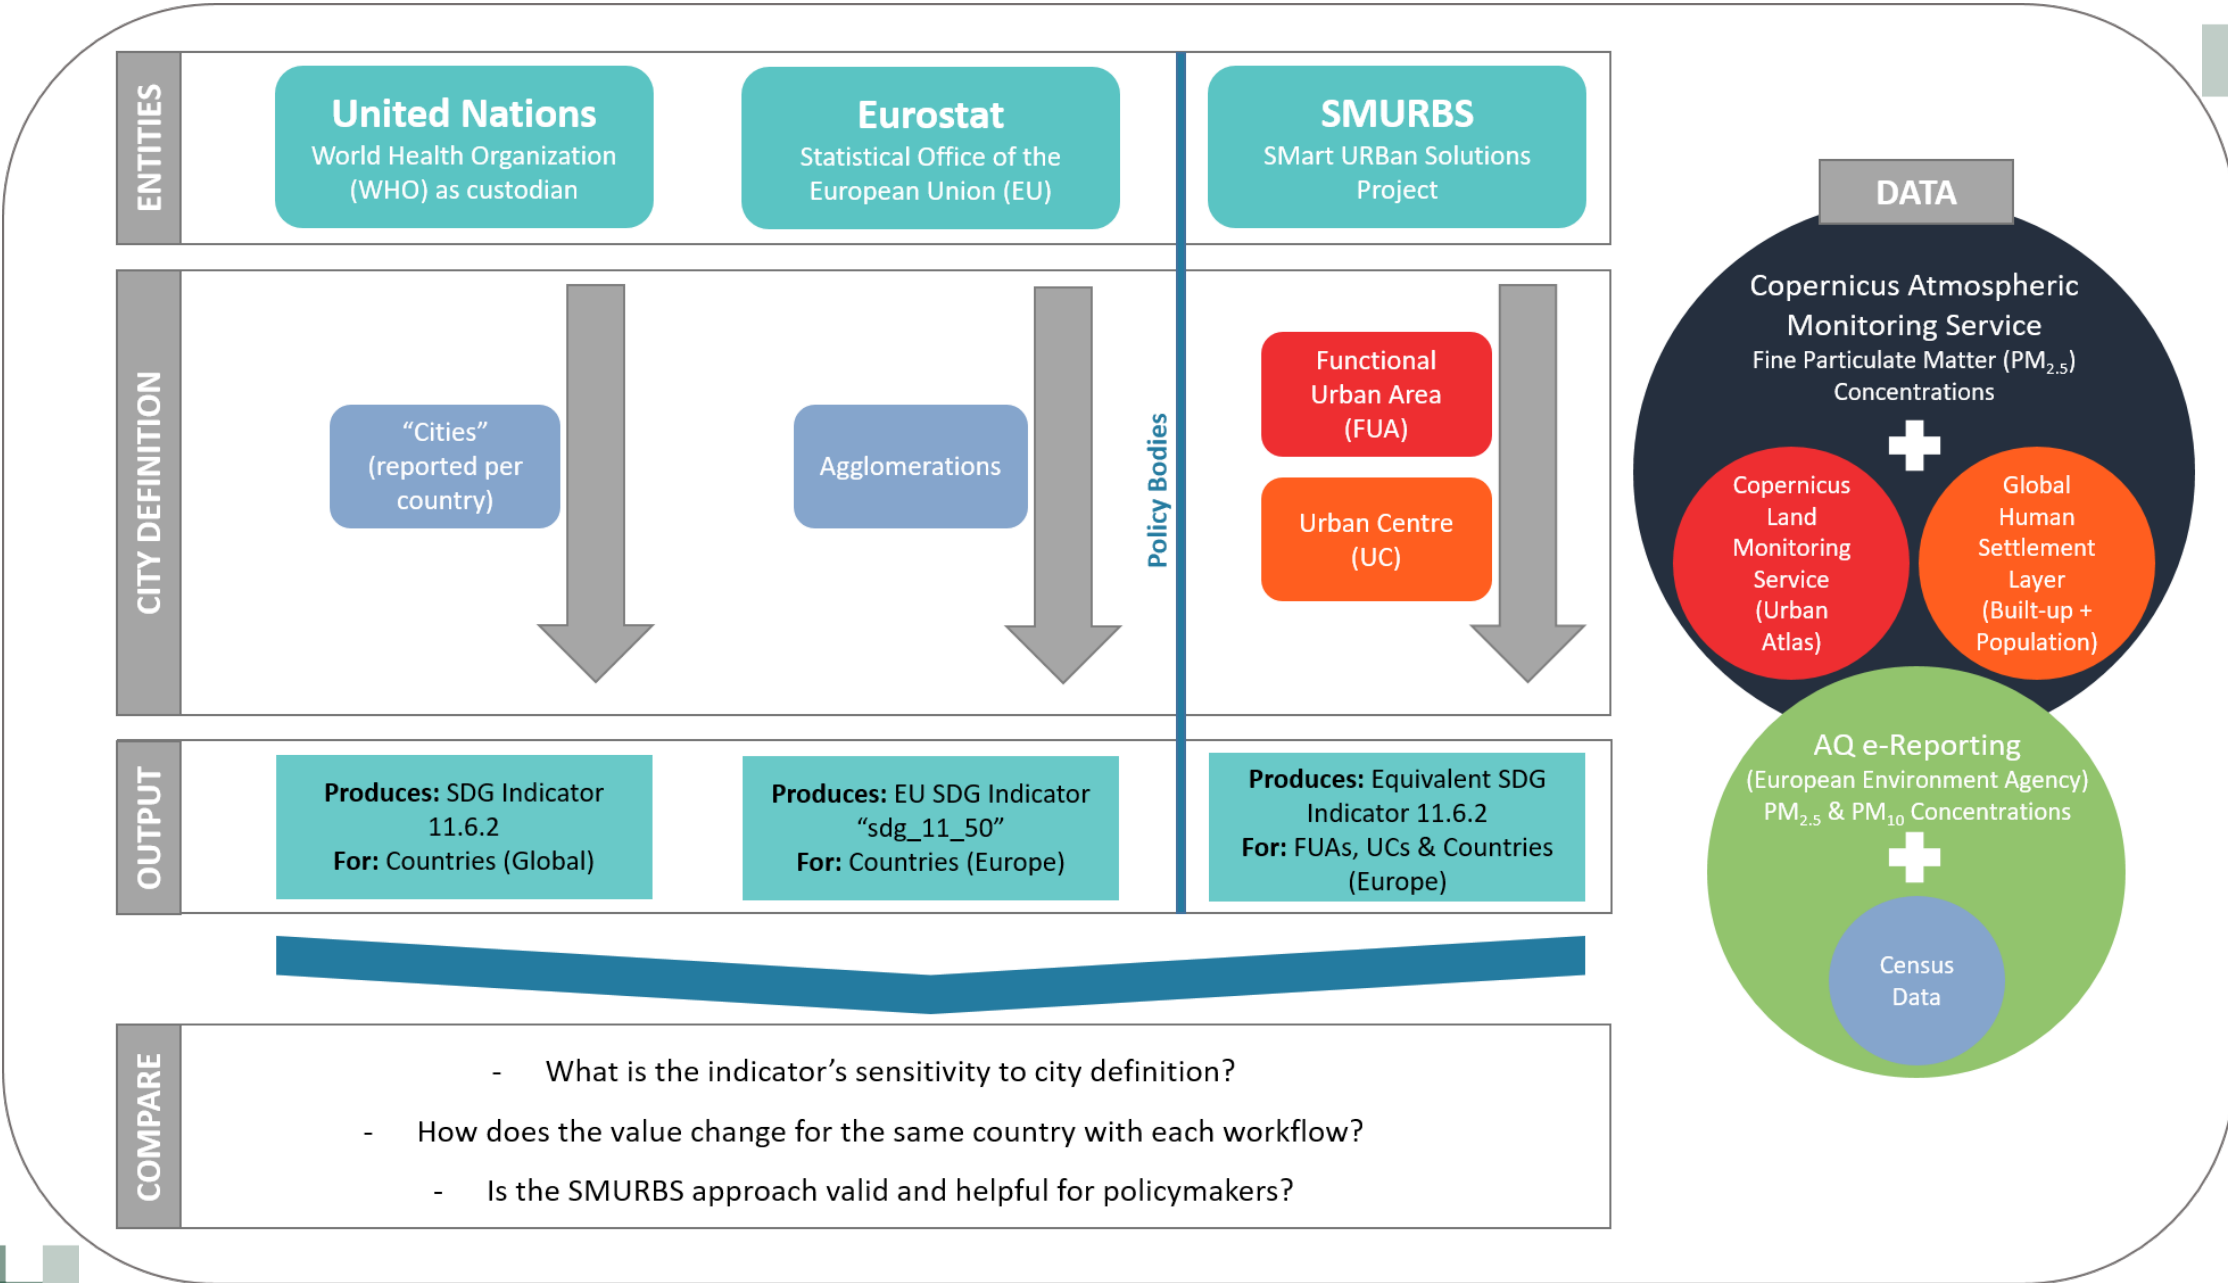 ENTITIES
United Nations
World Health Organization
(WHO) as custodian
Eurostat
Statistical Office of the
European Union (EU)
SMURBS
SMart URBan Solutions
Project
CITY DEFINITION
“Cities”
(reported per
country)
Agglomerations
Policy Bodies
Functional
Urban Area
(FUA)
Urban Centre
(UC)
OUTPUT
Produces: SDG Indicator
11.6.2
For: Countries (Global)
Produces: EU SDG Indicator
“sdg_11_50”
For: Countries (Europe)
Produces: Equivalent SDG
Indicator 11.6.2
For: FUAs, UCs & Countries
(Europe)
COMPARE
- What is the indicator’s sensitivity to city definition?
- How does the value change for the same country with each workflow?
- Is the SMURBS approach valid and helpful for policymakers?
DATA
Copernicus Atmospheric
Monitoring Service
Fine Particulate Matter (PM2.5)
Concentrations
Copernicus
Land
Monitoring
Service
(Urban
Atlas)
Global
Human
Settlement
Layer
(Built-up +
Population)
AQ e-Reporting
(European Environment Agency)
PM2.5 & PM10 Concentrations
Census
Data